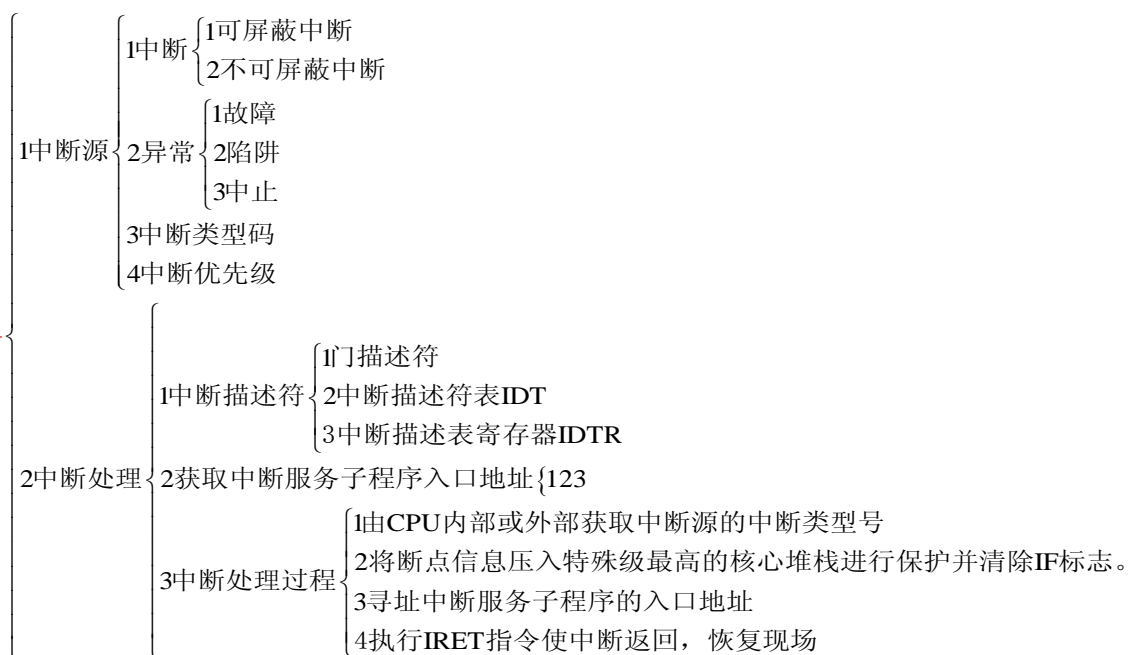 1可屏蔽中断
1中断
2不可屏蔽中断
1故障
1中断源
2异常
2陷阱
3中止
3中断类型码
4中断优先级
1门描述符
1中断描述符
2中断描述符表IDT
3中断描述表寄存器IDTR
2中断处理
2获取中断服务子程序入口地址{123
1由CPU内部或外部获取中断源的中断类型号
2将断点信息压入特殊级最高的核心堆栈进行保护并清除IF标志。
3中断处理过程
3寻址中断服务子程序的入口地址
4执行IRET指令使中断返回，恢复现场